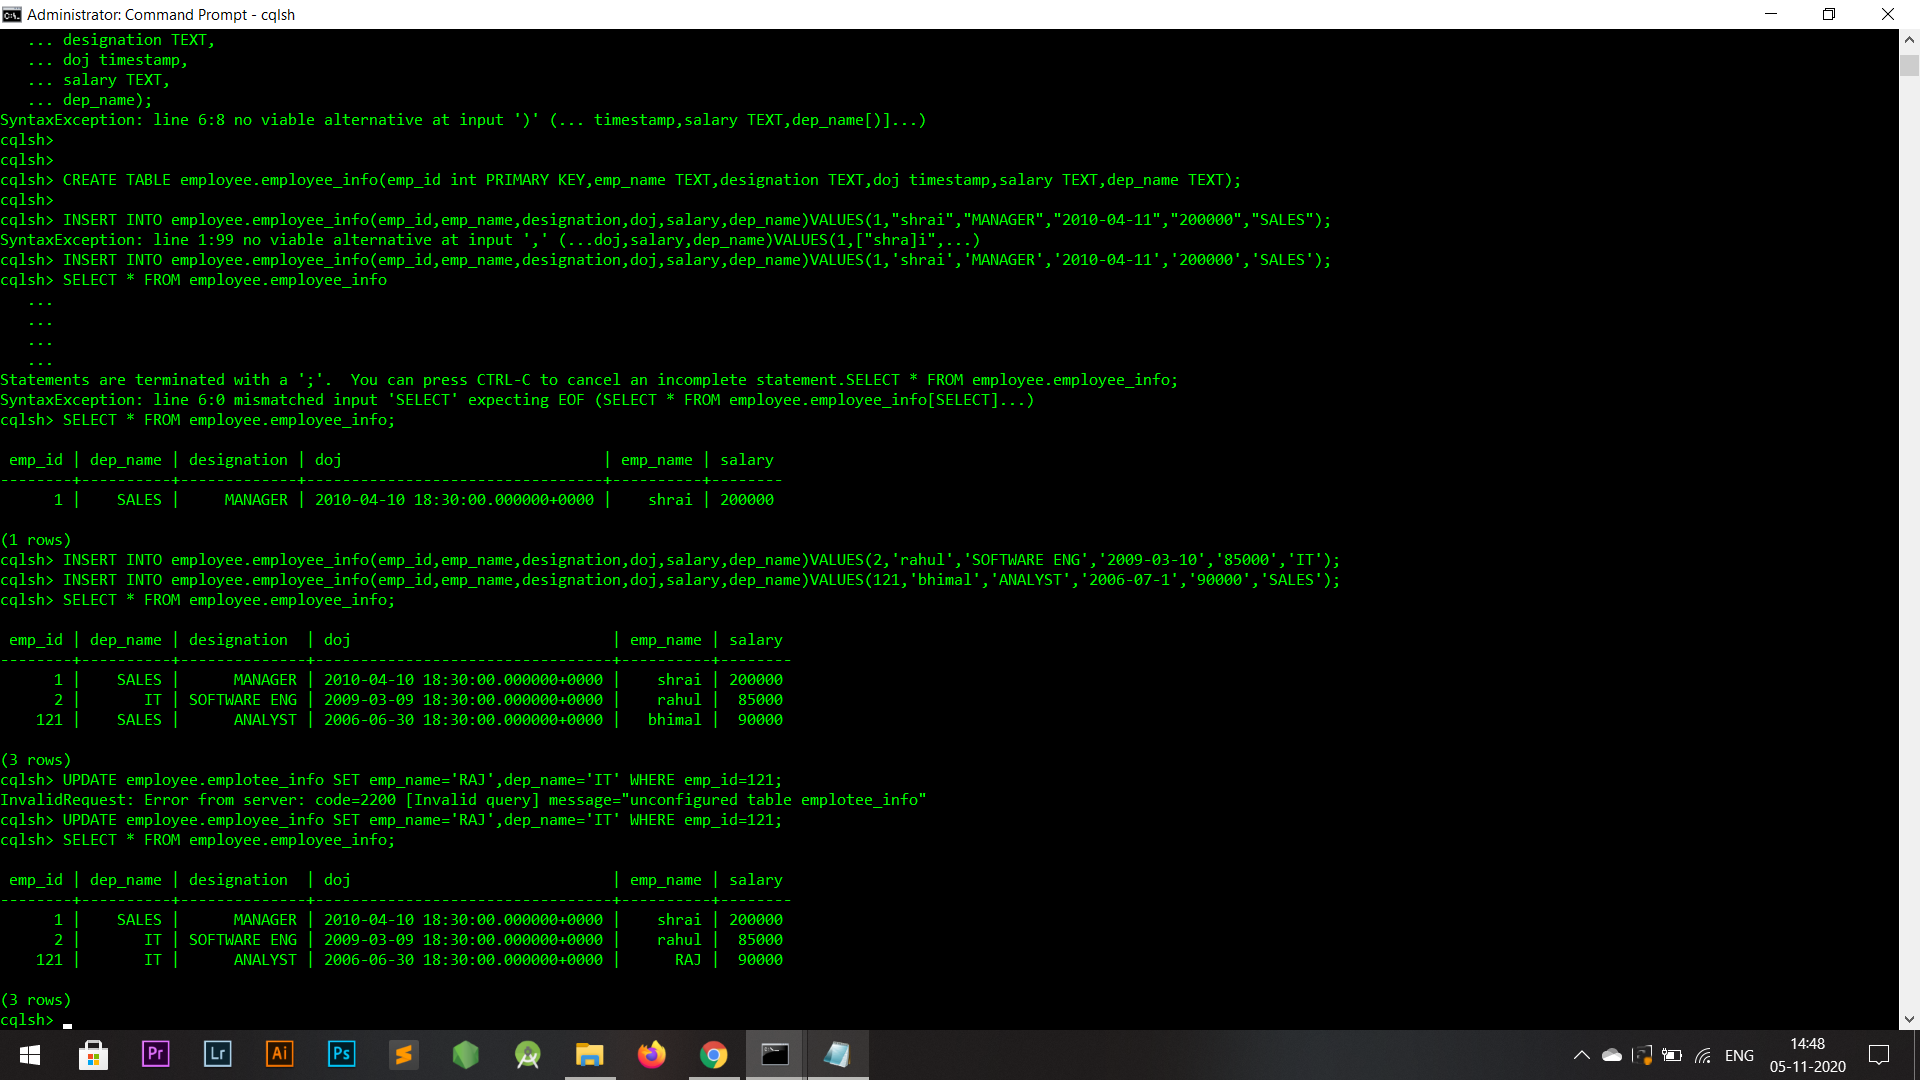 Administrator: Command Prompt - cqlsh
... designation TEXT,
... doj timestamp,
... salary TEXT,
... dep_name);
SyntaxException: line 6:8 no viable alternative at input ')' (... timestamp,salary TEXT,dep_name[)]...)
cqlsh>
cqlsh>
cqlsh> CREATE TABLE employee.employee_info(emp_id int PRIMARY KEY,emp_name TEXT,designation TEXT,doj timestamp,salary TEXT,dep_name TEXT);
cqlsh>
cqlsh> INSERT INTO employee.employee_info(emp_id,emp_name,designation,doj,salary,dep_name)VALUES(1,"shrai","MANAGER","2010-04-11","200000","SALES");
SyntaxException: line 1:99 no viable alternative at input ',' (...doj,salary,dep_name)VALUES(1,["shra]i",...)
cqlsh> INSERT INTO employee.employee_info(emp_id,emp_name,designation,doj,salary,dep_name)VALUES(1,'shrai','MANAGER','2010-04-11','200000','SALES');
cqlsh> SELECT * FROM employee.employee_info
...
...
...
...
Statements are terminated with a ';'.  You can press CTRL-C to cancel an incomplete statement.SELECT * FROM employee.employee_info;
SyntaxException: line 6:0 mismatched input 'SELECT' expecting EOF (SELECT * FROM employee.employee_info[SELECT]...)
cqlsh> SELECT * FROM employee.employee_info;
emp_id | dep_name | designation | doj | emp_name | salary
--------+----------+-------------+---------------------------------+----------+--------
1 | SALES | MANAGER | 2010-04-10 18:30:00.000000+0000 | shrai | 200000
(1 rows)
cqlsh> INSERT INTO employee.employee_info(emp_id,emp_name,designation,doj,salary,dep_name)VALUES(2,'rahul','SOFTWARE ENG','2009-03-10','85000','IT');
cqlsh> INSERT INTO employee.employee_info(emp_id,emp_name,designation,doj,salary,dep_name)VALUES(121,'bhimal','ANALYST','2006-07-1','90000','SALES');
cqlsh> SELECT * FROM employee.employee_info;
emp_id | dep_name | designation | doj | emp_name | salary
--------+----------+--------------+---------------------------------+----------+--------
1 | SALES | MANAGER | 2010-04-10 18:30:00.000000+0000 | shrai | 200000
2 | IT | SOFTWARE ENG | 2009-03-09 18:30:00.000000+0000 | rahul | 85000
121 | SALES | ANALYST | 2006-06-30 18:30:00.000000+0000 | bhimal | 90000
(3 rows)
cqlsh> UPDATE employee.emplotee_info SET emp_name='RAJ',dep_name='IT' WHERE emp_id=121;
InvalidRequest: Error from server: code=2200 [Invalid query] message="unconfigured table emplotee_info"
cqlsh> UPDATE employee.employee_info SET emp_name='RAJ',dep_name='IT' WHERE emp_id=121;
cqlsh> SELECT * FROM employee.employee_info;
emp_id | dep_name | designation | doj | emp_name | salary
--------+----------+--------------+---------------------------------+----------+--------
1 | SALES | MANAGER | 2010-04-10 18:30:00.000000+0000 | shrai | 200000
2 | IT | SOFTWARE ENG | 2009-03-09 18:30:00.000000+0000 | rahul | 85000
121 | IT | ANALYST | 2006-06-30 18:30:00.000000+0000 | RAJ | 90000
(3 rows)
cqlsh>
Pr Lr Ai Ps
ENG
14:48
05-11-2020